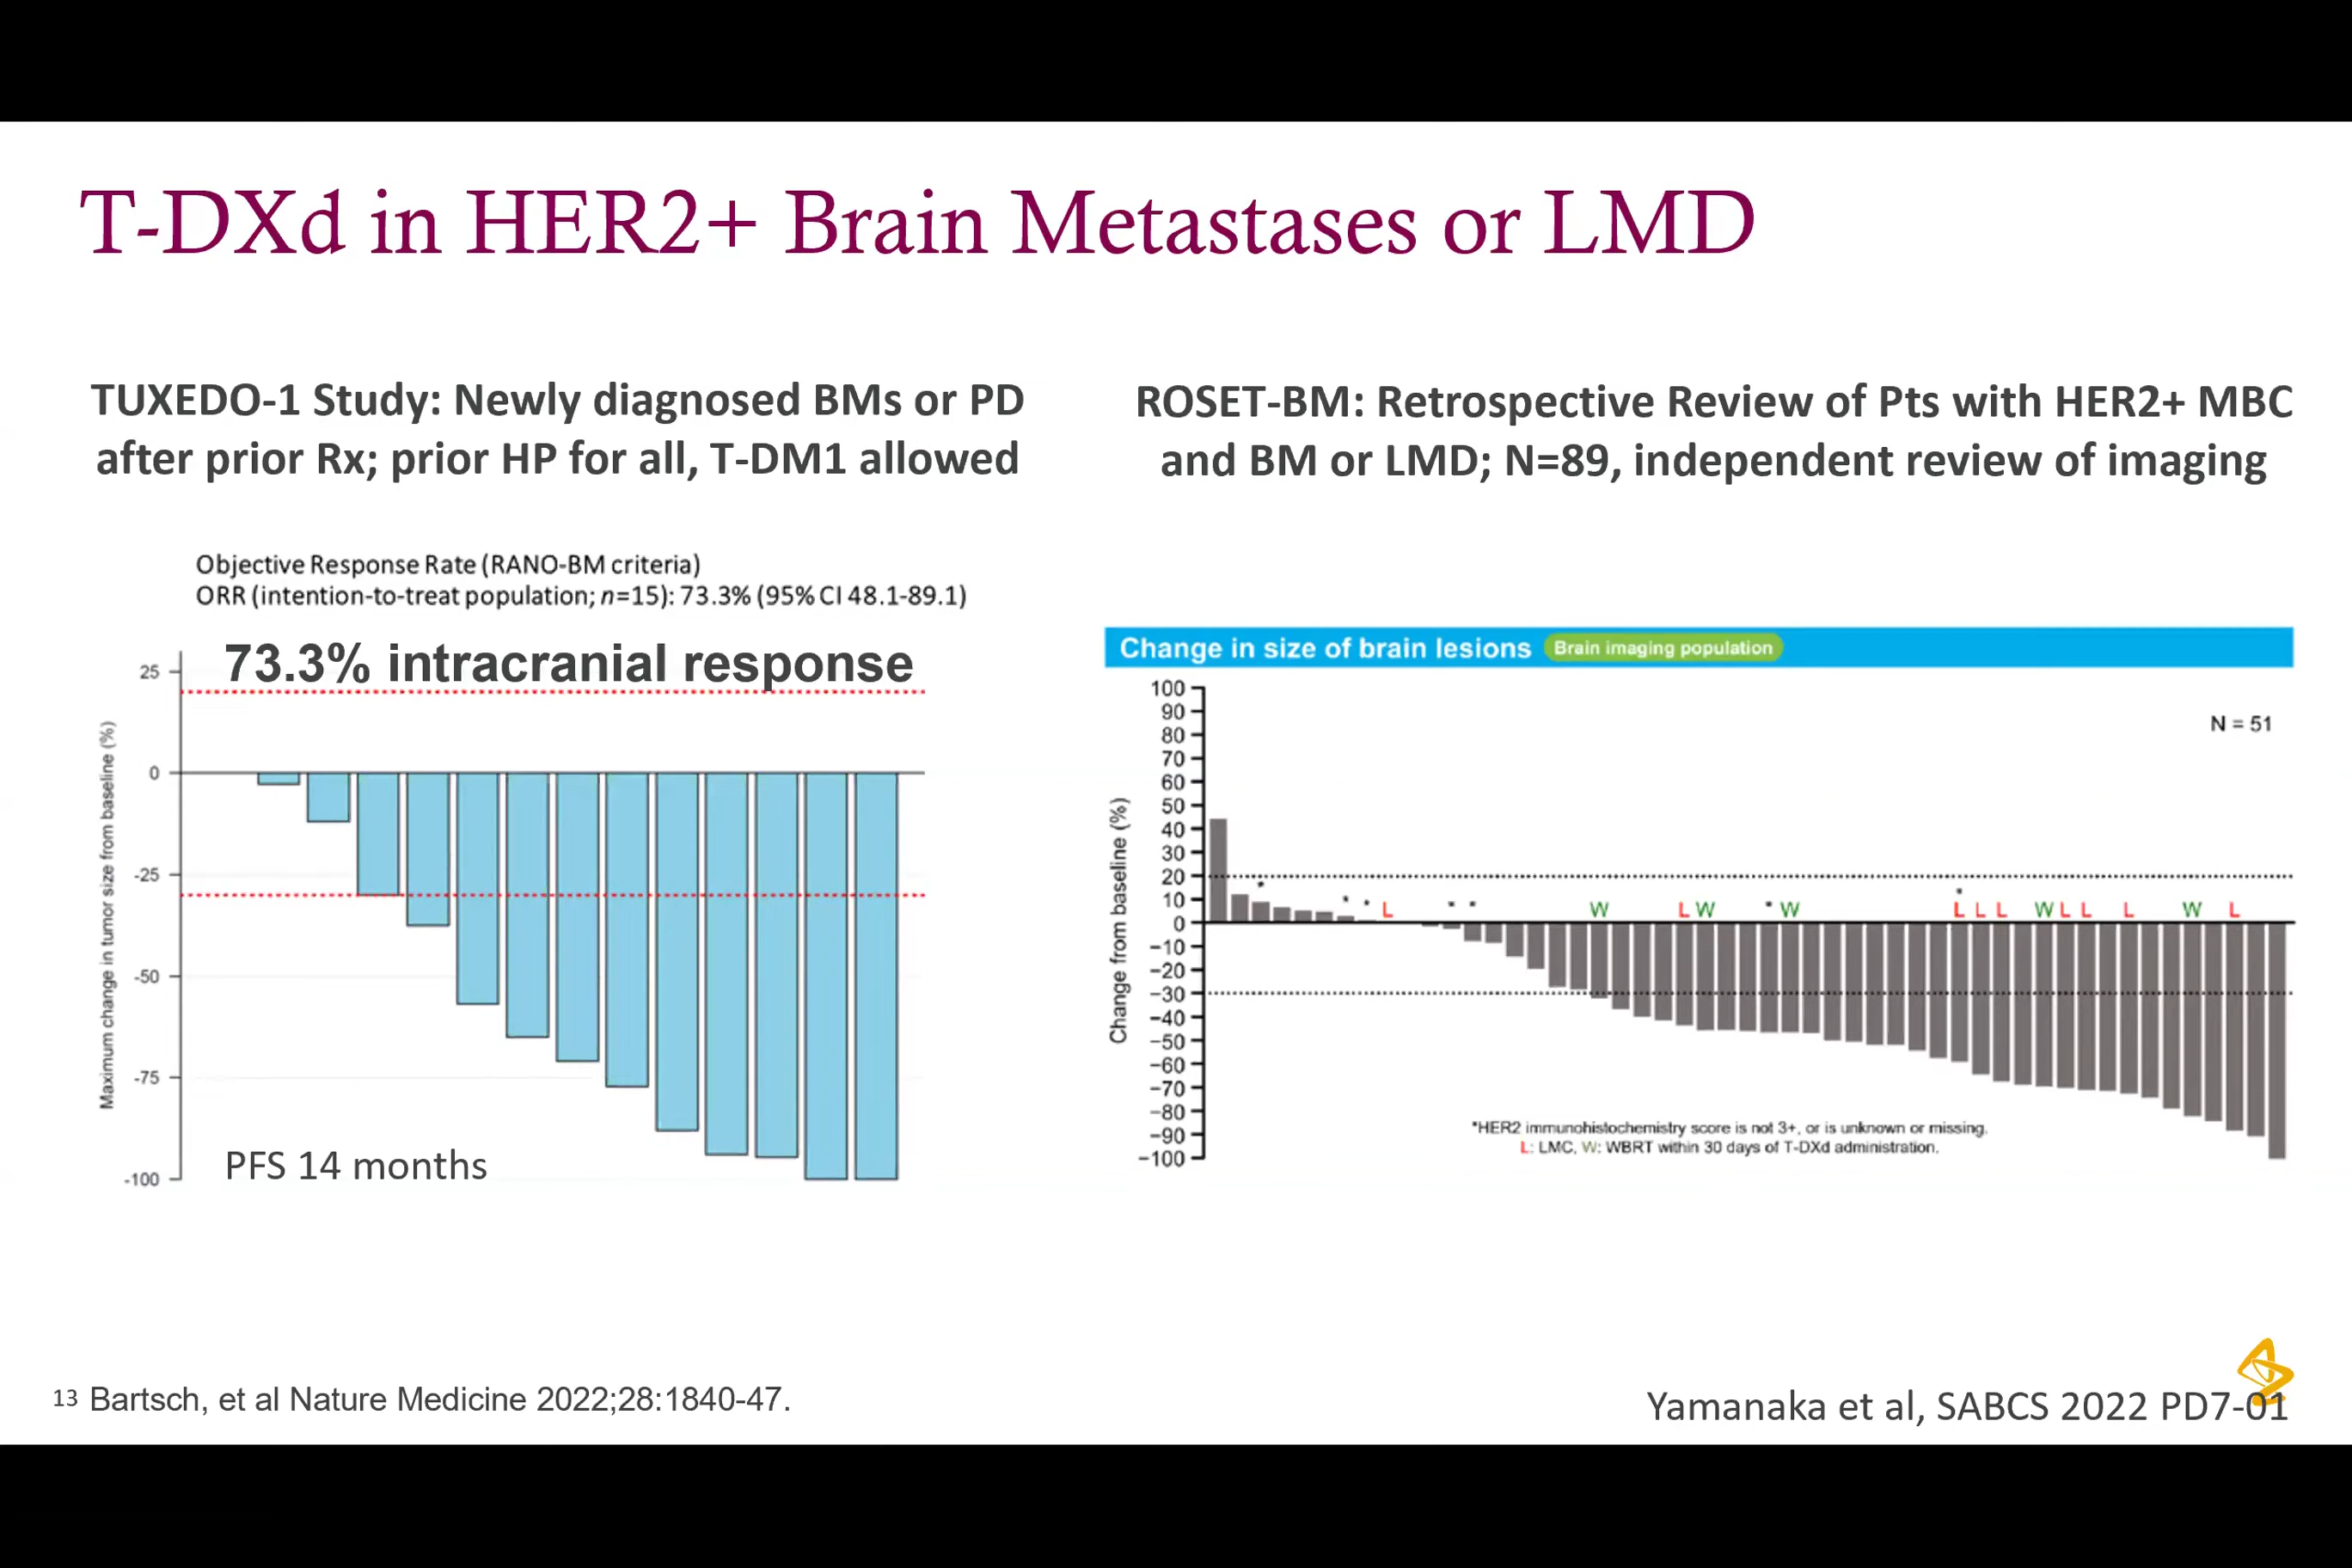 T-DXd in HER2+ Brain Metastases or LMD
TUXEDO-1 Study: Newly diagnosed BMs or PD
after prior Rx; prior HP for all, T-DM1 allowed
Objective Response Rate (RANO-BM criteria)
ORR (intention-to-treat population; n=15): 73.3% (95% CI 48.1-89.1)
73.3% intracranial response
Maximum change in tumor size from baseline (%)
25
0
-25
-50
-75
-100
PFS 14 months
ROSET-BM: Retrospective Review of Pts with HER2+ MBC
and BM or LMD; N=89, independent review of imaging
Change in size of brain lesions Brain imaging population
N = 51
Change from baseline (%)
100
90
80
70
60
50
40
30
20
10
0
−10
−20
−30
−40
−50
−60
−70
−80
−90
−100
* * * L * * W L W * W * L L L W L L L W L
*HER2 immunohistochemistry score is not 3+, or is unknown or missing.
L: LMC, W: WBRT within 30 days of T-DXd administration.
13 Bartsch, et al Nature Medicine 2022;28:1840-47.
Yamanaka et al, SABCS 2022 PD7-01